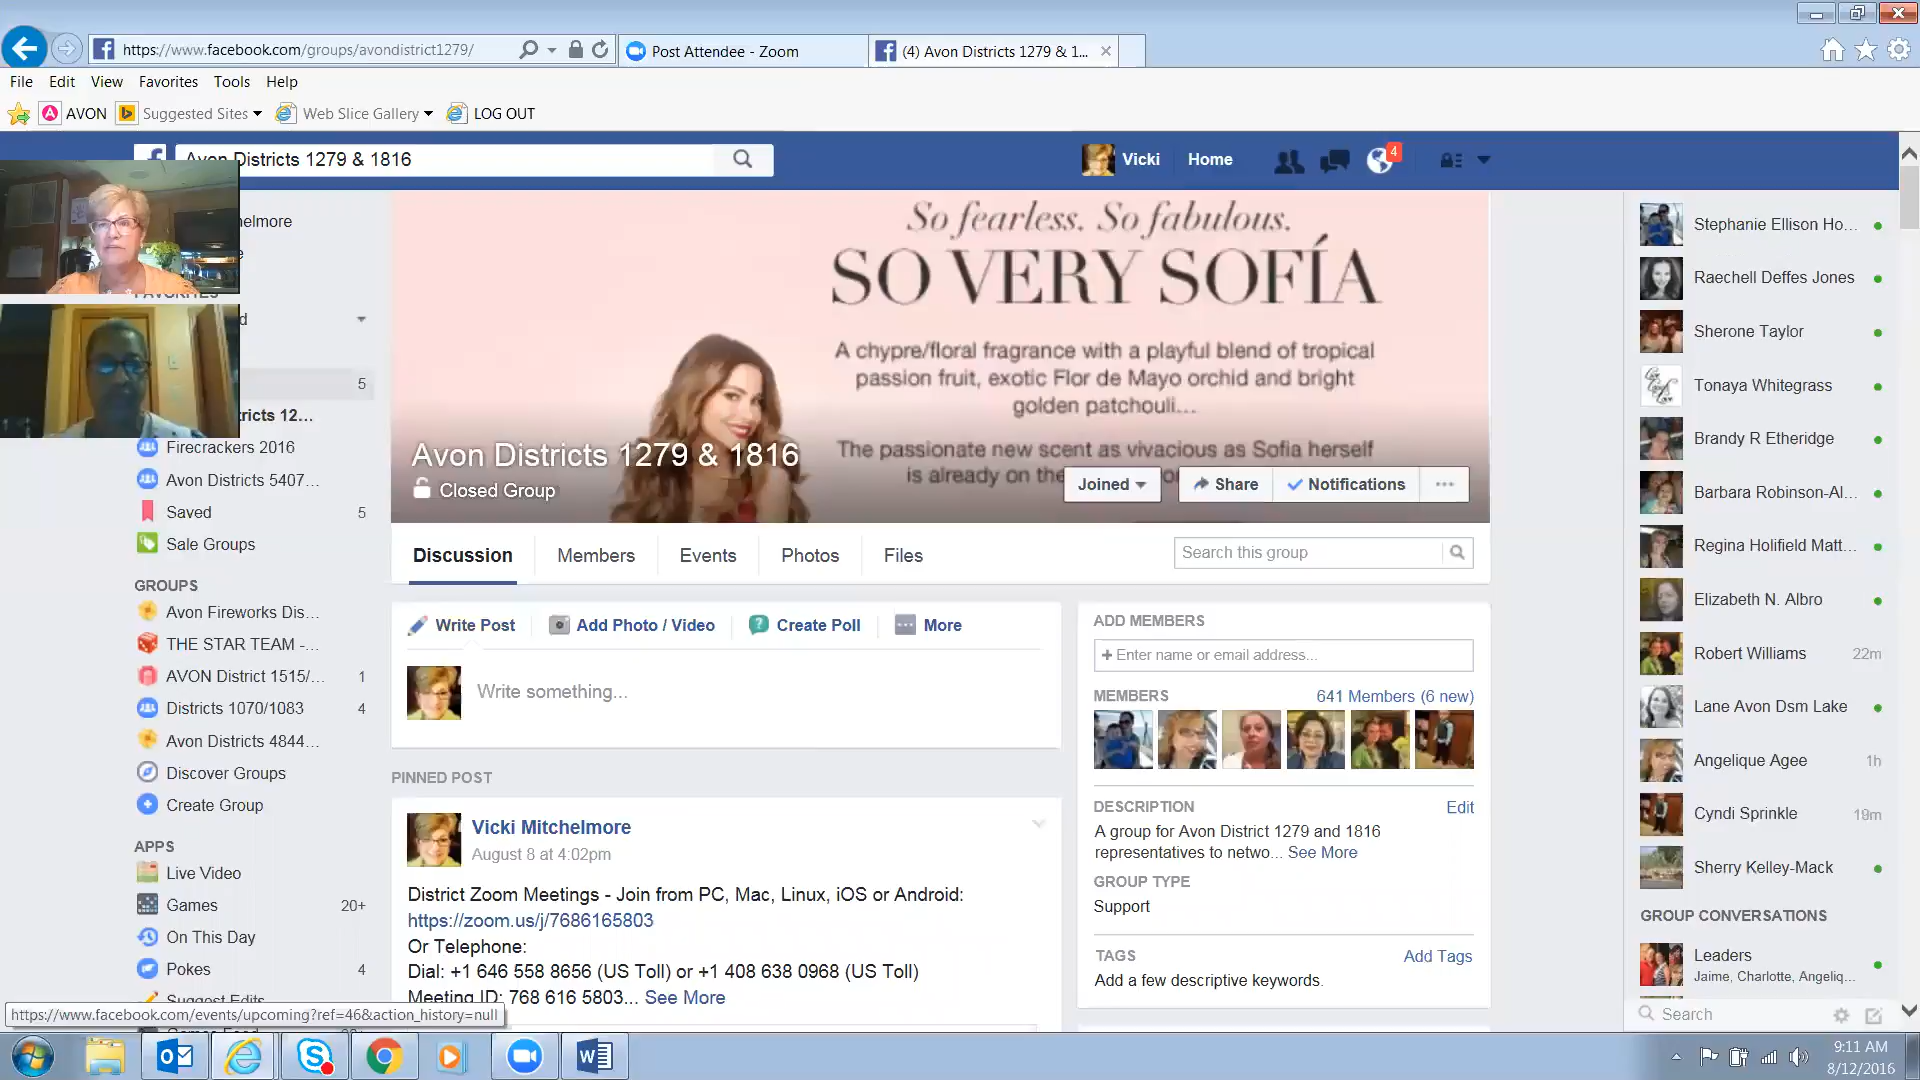 https://www.facebook.com/groups/avondistrict1279/
Post Attendee - Zoom
(4) Avon Districts 1279 & 1...
File Edit View Favorites Tools Help
AVON Suggested Sites Web Slice Gallery LOG OUT
Avon Districts 1279 & 1816
Vicki Home 4
helmore
FAVORITES
5
tricts 12...
Firecrackers 2016
Avon Districts 5407...
Saved 5
Sale Groups
GROUPS
Avon Fireworks Dis...
THE STAR TEAM -...
AVON District 1515/... 1
Districts 1070/1083 4
Avon Districts 4844...
Discover Groups
Create Group
APPS
Live Video
Games 20+
On This Day
Pokes 4
Suggest Edits
https://www.facebook.com/events/upcoming?ref=46&action_history=null
So fearless. So fabulous.
SO VERY SOFÍA
A chypre/floral fragrance with a playful blend of tropical
passion fruit, exotic Flor de Mayo orchid and bright
golden patchouli...
The passionate new scent as vivacious as Sofia herself
is already on the
Avon Districts 1279 & 1816
Closed Group
Joined Share Notifications ...
Discussion Members Events Photos Files
Search this group
Write Post Add Photo / Video Create Poll More
Write something...
PINNED POST
Vicki Mitchelmore
August 8 at 4:02pm
District Zoom Meetings - Join from PC, Mac, Linux, iOS or Android:
https://zoom.us/j/7686165803
Or Telephone:
Dial: +1 646 558 8656 (US Toll) or +1 408 638 0968 (US Toll)
Meeting ID: 768 616 5803... See More
ADD MEMBERS
+ Enter name or email address...
MEMBERS 641 Members (6 new)
DESCRIPTION Edit
A group for Avon District 1279 and 1816
representatives to netwo... See More
GROUP TYPE
Support
TAGS Add Tags
Add a few descriptive keywords.
Stephanie Ellison Ho...
Raechell Deffes Jones
Sherone Taylor
Tonaya Whitegrass
Brandy R Etheridge
Barbara Robinson-Al...
Regina Holifield Matt...
Elizabeth N. Albro
Robert Williams 22m
Lane Avon Dsm Lake
Angelique Agee 1h
Cyndi Sprinkle 19m
Sherry Kelley-Mack
GROUP CONVERSATIONS
Leaders
Jaime, Charlotte, Angeliq...
Search
9:11 AM
8/12/2016